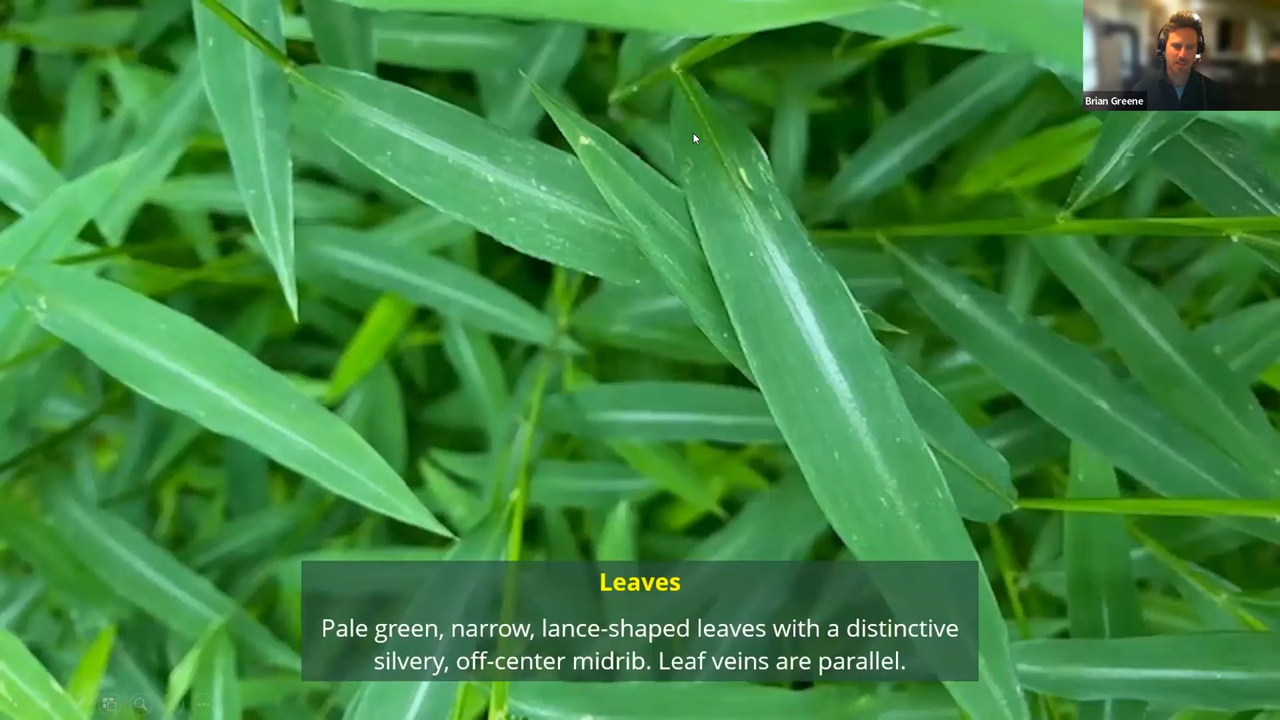 Brian Greene
Leaves
Pale green, narrow, lance-shaped leaves with a distinctive
silvery, off-center midrib. Leaf veins are parallel.